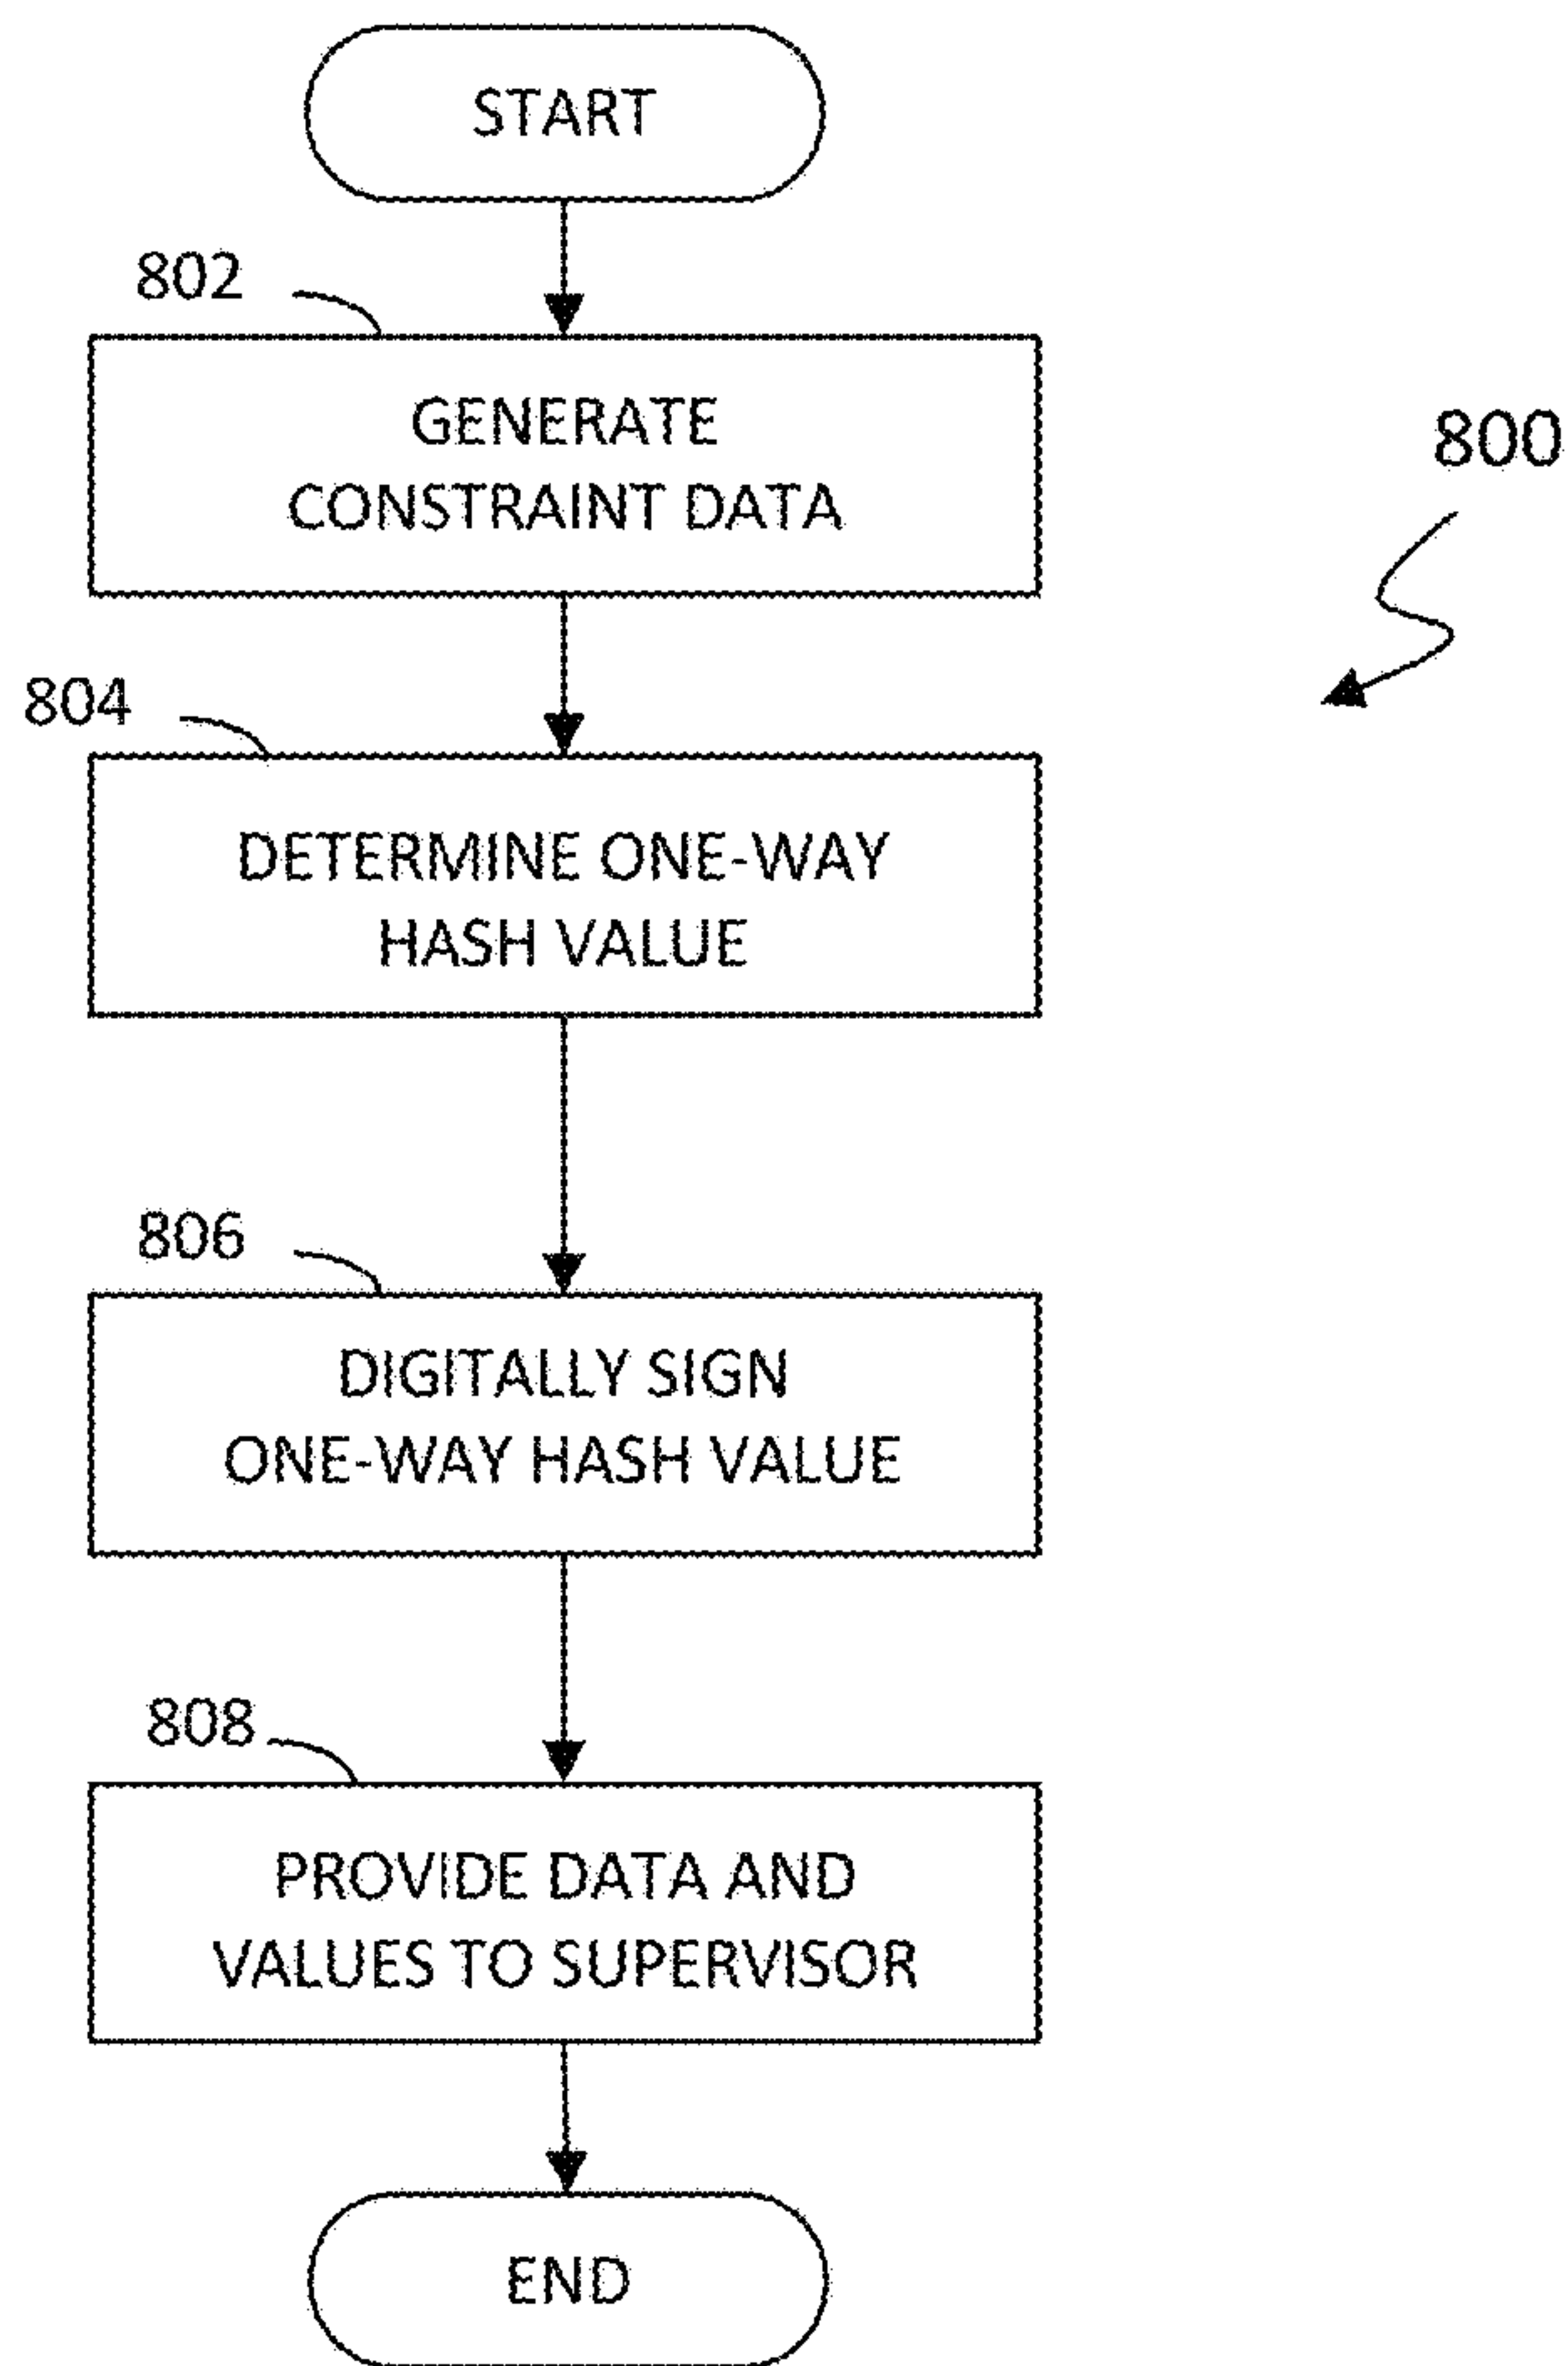 START
802
GENERATE
CONSTRAINT DATA
800
804
DETERMINE ONE-WAY
HASH VALUE
806
DIGITALLY SIGN
ONE-WAY HASH VALUE
808
PROVIDE DATA AND
VALUES TO SUPERVISOR
END